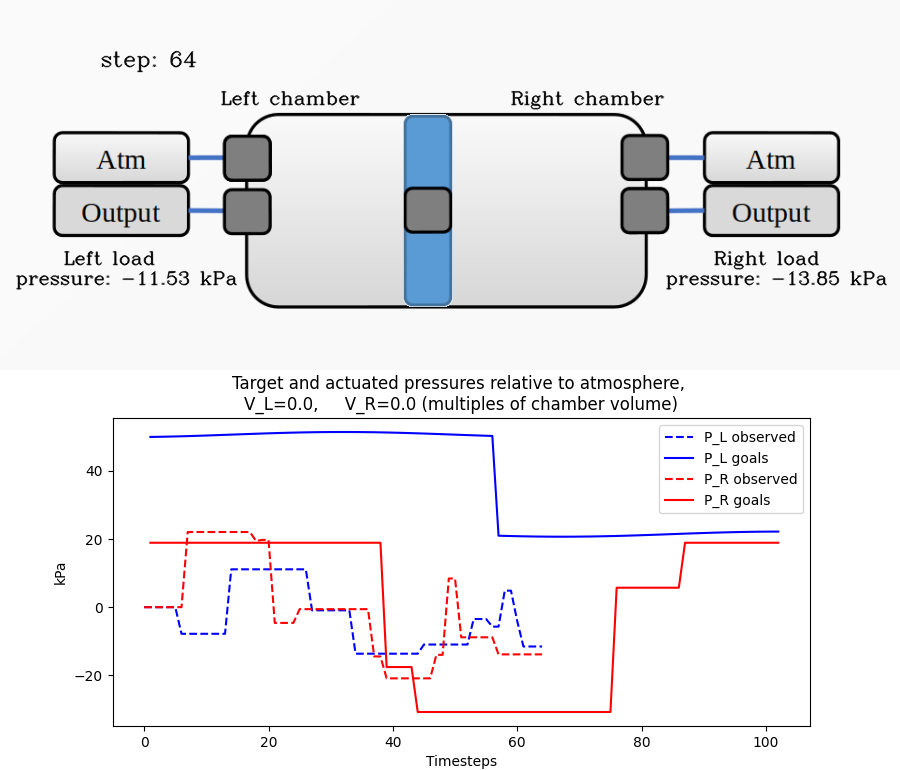 step: 64
Left chamber
Right chamber
Atm
Atm
Output
Output
Left load
pressure: −11.53 kPa
Right load
pressure: −13.85 kPa
Target and actuated pressures relative to atmosphere,
V_L=0.0, V_R=0.0 (multiples of chamber volume)
P_L observed
P_L goals
P_R observed
P_R goals
kPa
40
20
0
−20
0 20 40 60 80 100
Timesteps